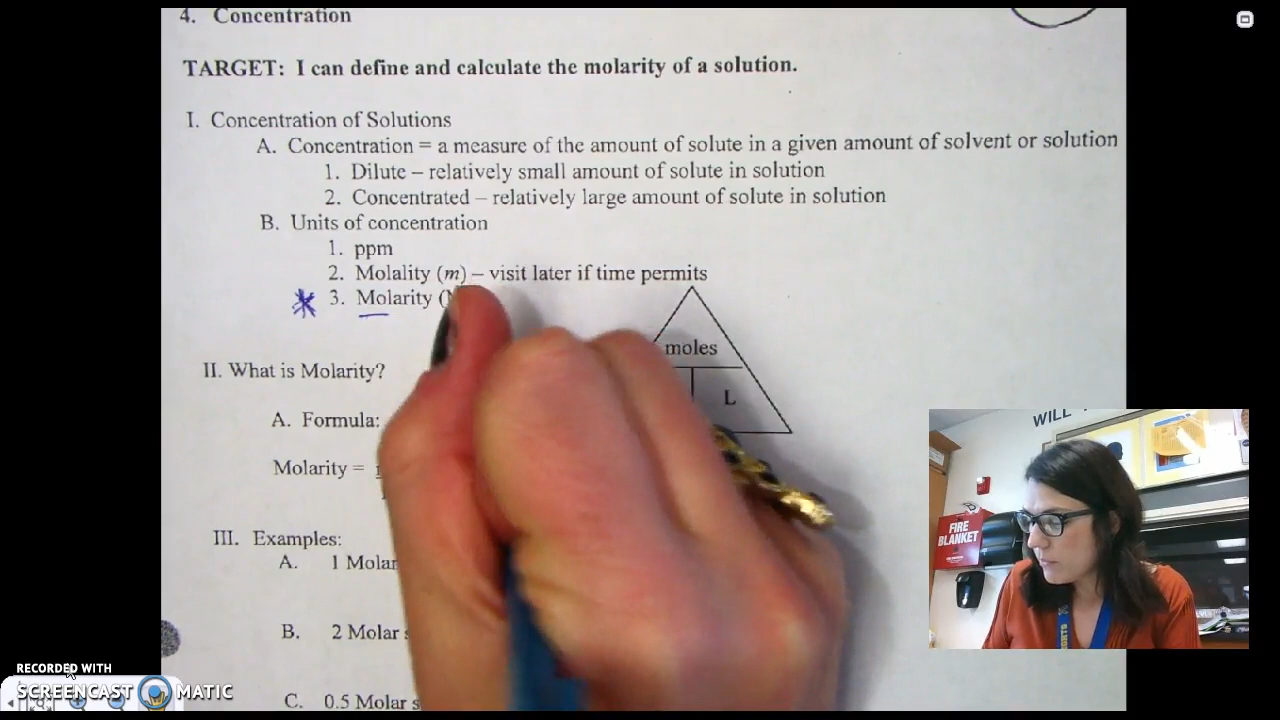 4. Concentration
TARGET: I can define and calculate the molarity of a solution.
I. Concentration of Solutions
A. Concentration = a measure of the amount of solute in a given amount of solvent or solution
1. Dilute – relatively small amount of solute in solution
2. Concentrated – relatively large amount of solute in solution
B. Units of concentration
1. ppm
2. Molality (m) – visit later if time permits
3. Molarity (
moles
II. What is Molarity?
L
A. Formula:
Molarity =
III. Examples:
A. 1 Molar
B. 2 Molar s
C. 0.5 Molar s
WILL
FIRE
BLANKET
RECORDED WITH
SCREENCAST MATIC